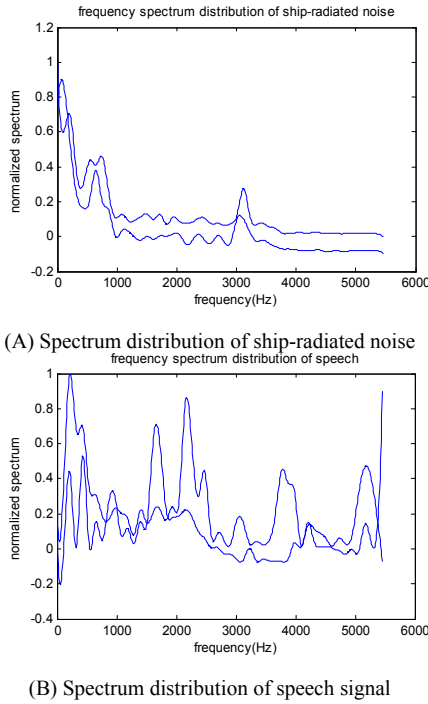 frequency spectrum distribution of ship-radiated noise
1.2
1
0.8
0.6
0.4
0.2
0
-0.2
normalized spectrum
0 1000 2000 3000 4000 5000 6000
frequency(Hz)
(A) Spectrum distribution of ship-radiated noise
frequency spectrum distribution of speech
1
0.8
0.6
0.4
0.2
0
-0.2
-0.4
normalized spectrum
0 1000 2000 3000 4000 5000 6000
frequency(Hz)
(B) Spectrum distribution of speech signal